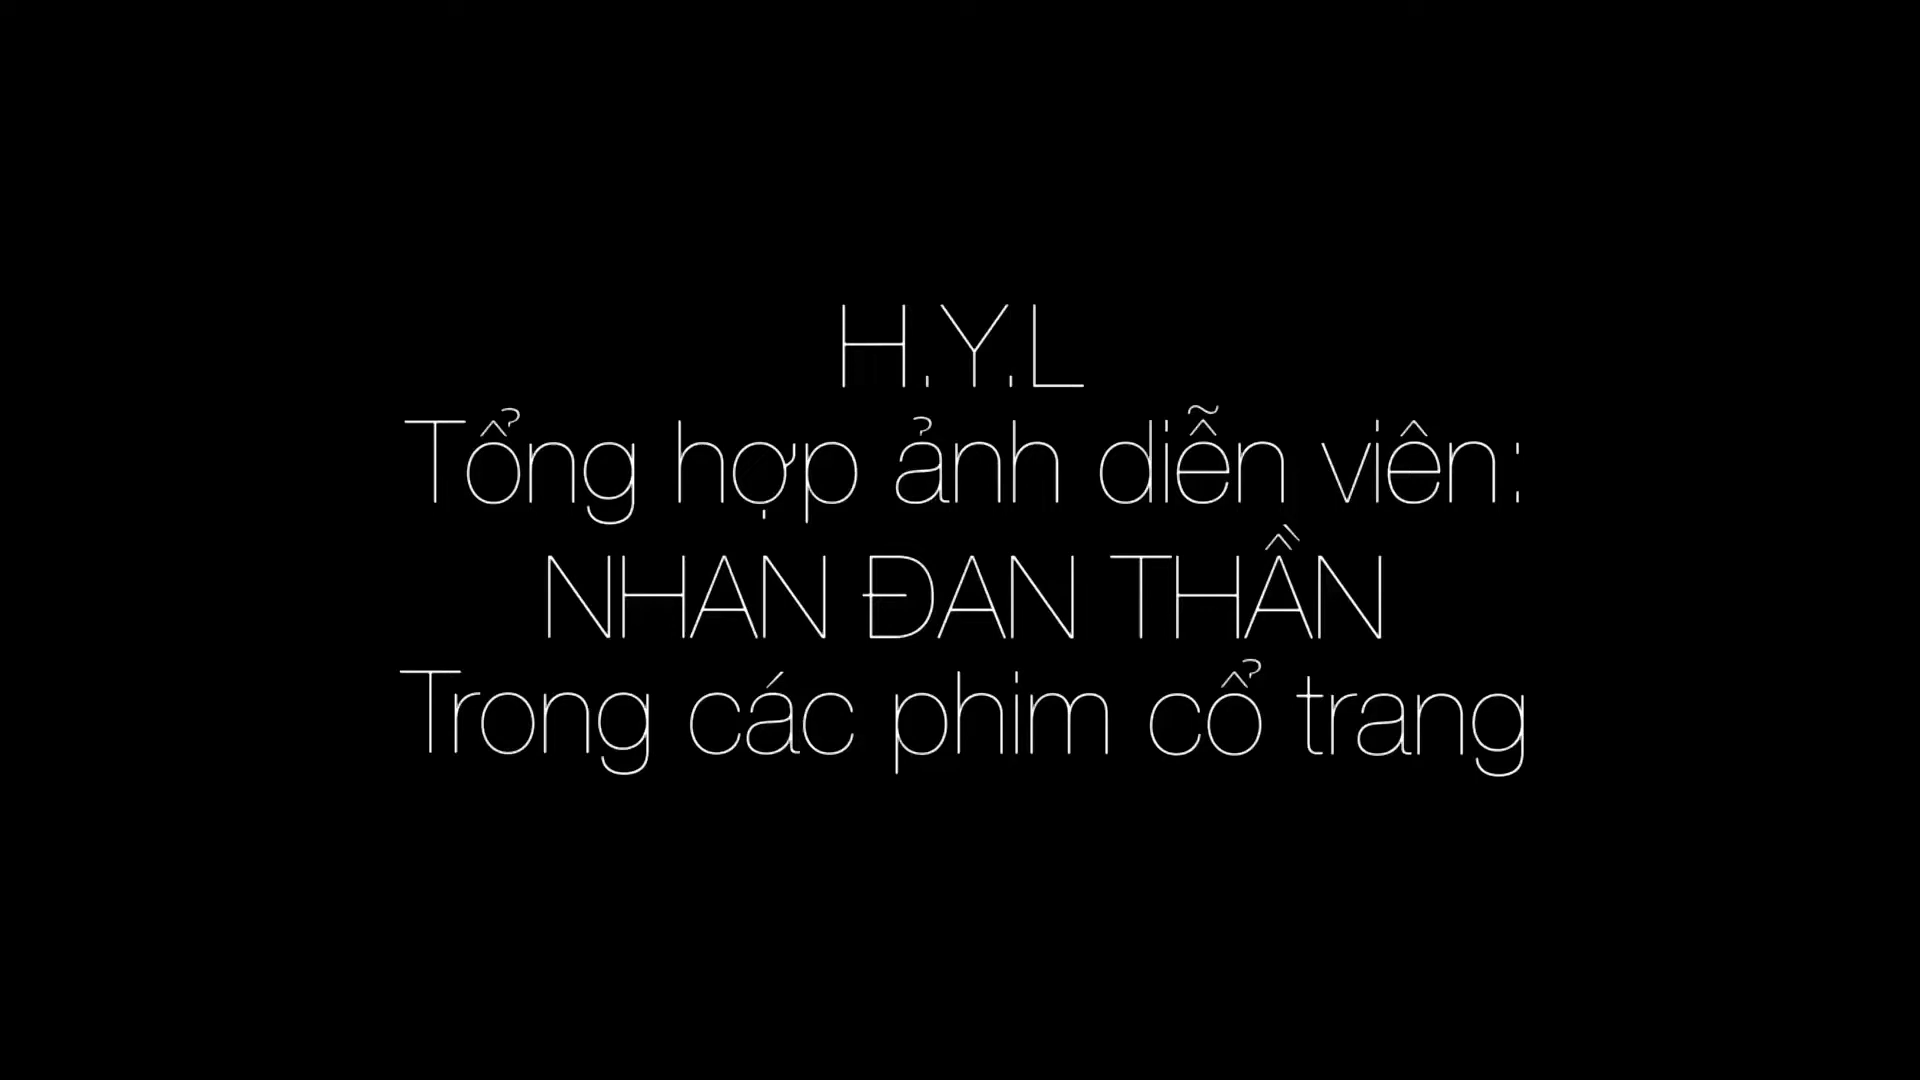 H.Y.L
Tổng hợp ảnh diễn viên:
NHAN ĐAN THẦN
Trong các phim cổ trang